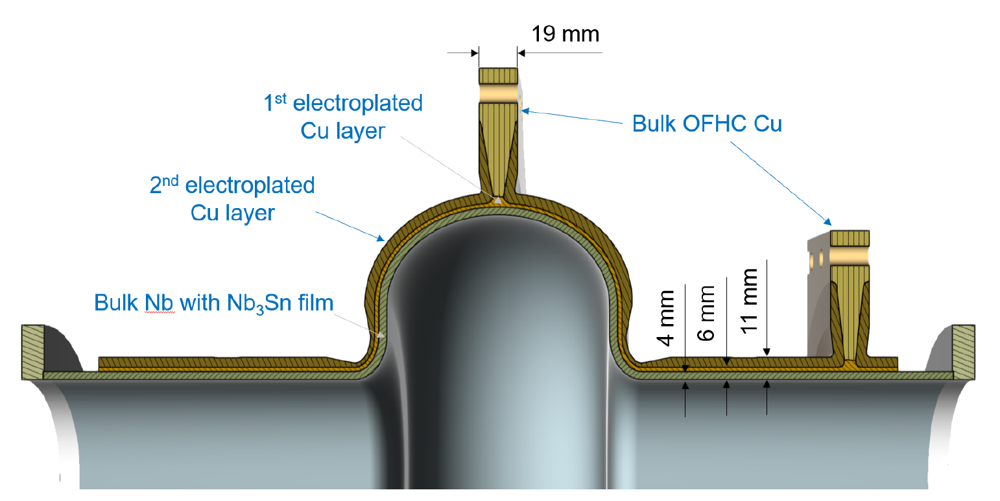 19 mm
1st electroplated
Cu layer
Bulk OFHC Cu
2nd electroplated
Cu layer
Bulk Nb with Nb3Sn film
4 mm
6 mm
11 mm